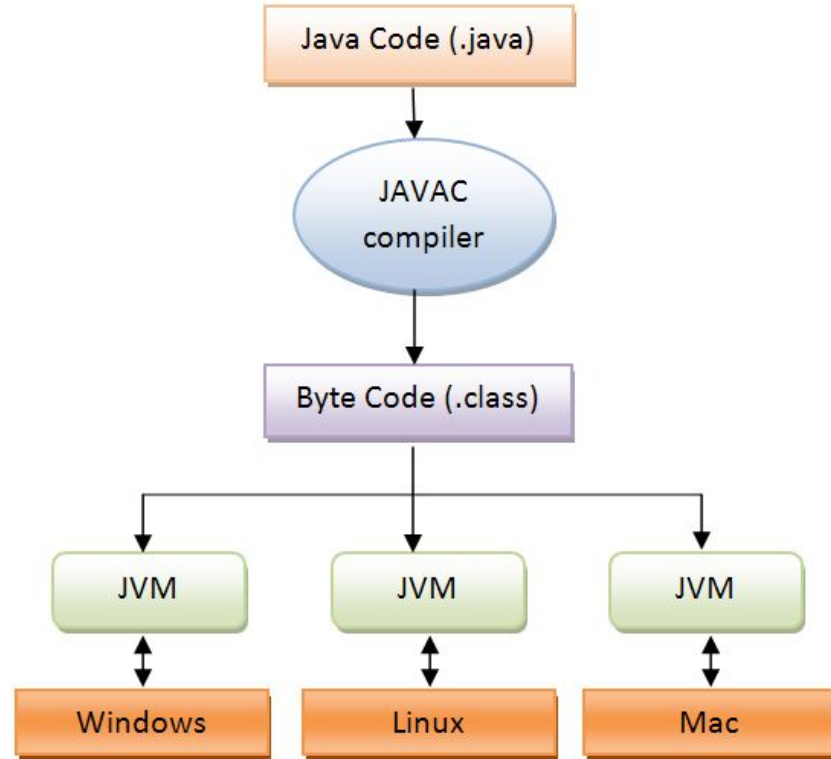 Java Code (.java)
JAVAC
compiler
Byte Code (.class)
JVM
JVM
JVM
Windows
Linux
Mac